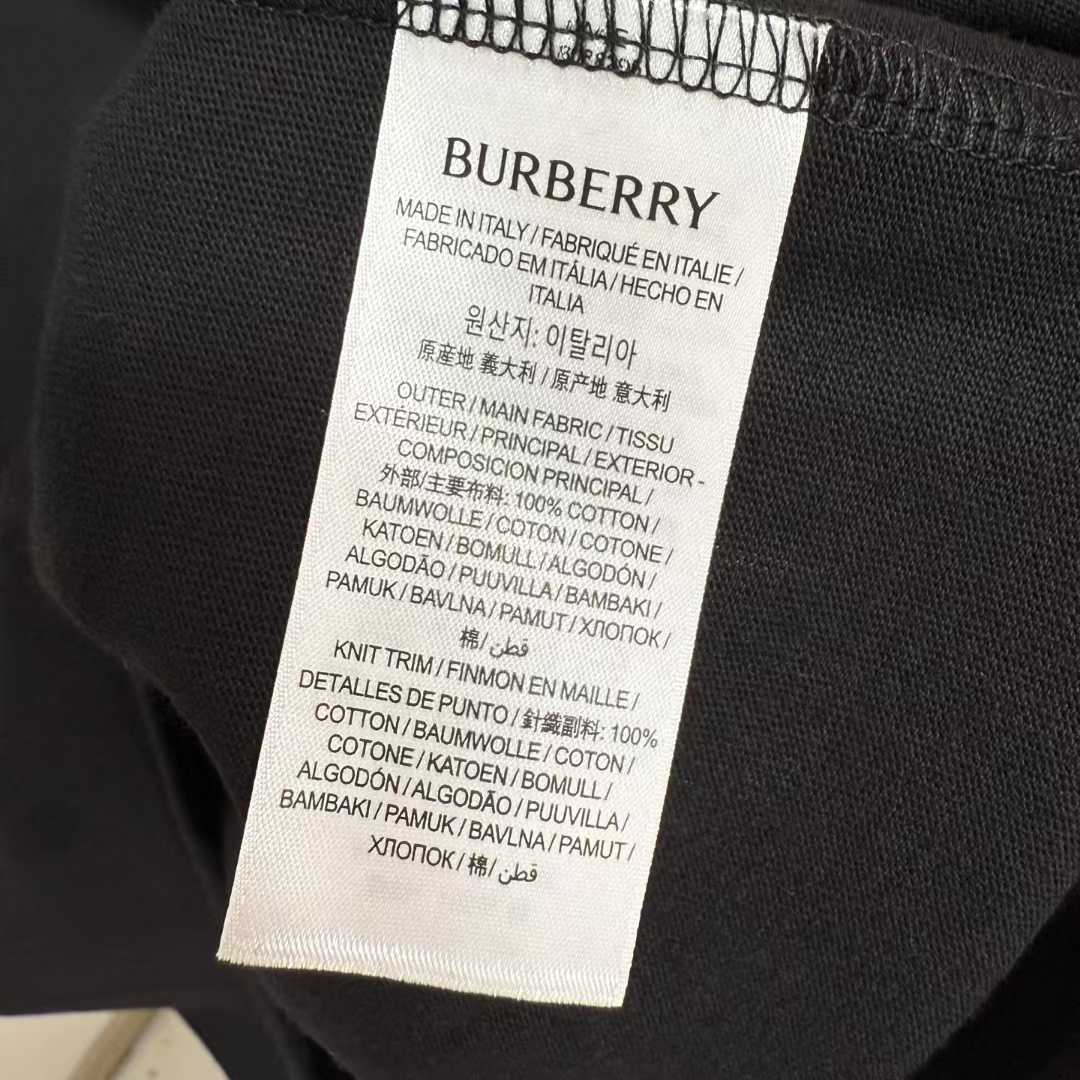 BURBERRY
MADE IN ITALY / FABRIQUÉ EN ITALIE /
FABRICADO EM ITÁLIA / HECHO EN
ITALIA
원산지: 이탈리아
原産地 義大利 / 原产地 意大利
OUTER / MAIN FABRIC / TISSU
EXTÉRIEUR / PRINCIPAL / EXTERIOR -
COMPOSICION PRINCIPAL /
外部/主要布料: 100% COTTON /
BAUMWOLLE / COTON / COTONE /
KATOEN / BOMULL / ALGODÓN /
ALGODÃO / PUUVILLA / BAMBAKI /
PAMUK / BAVLNA / PAMUT / ХЛОПОК /
棉/ قطن
KNIT TRIM / FINMON EN MAILLE /
DETALLES DE PUNTO / 針織副料: 100%
COTTON / BAUMWOLLE / COTON /
COTONE / KATOEN / BOMULL /
ALGODÓN / ALGODÃO / PUUVILLA /
BAMBAKI / PAMUK / BAVLNA / PAMUT /
ХЛОПОК / 棉/ قطن